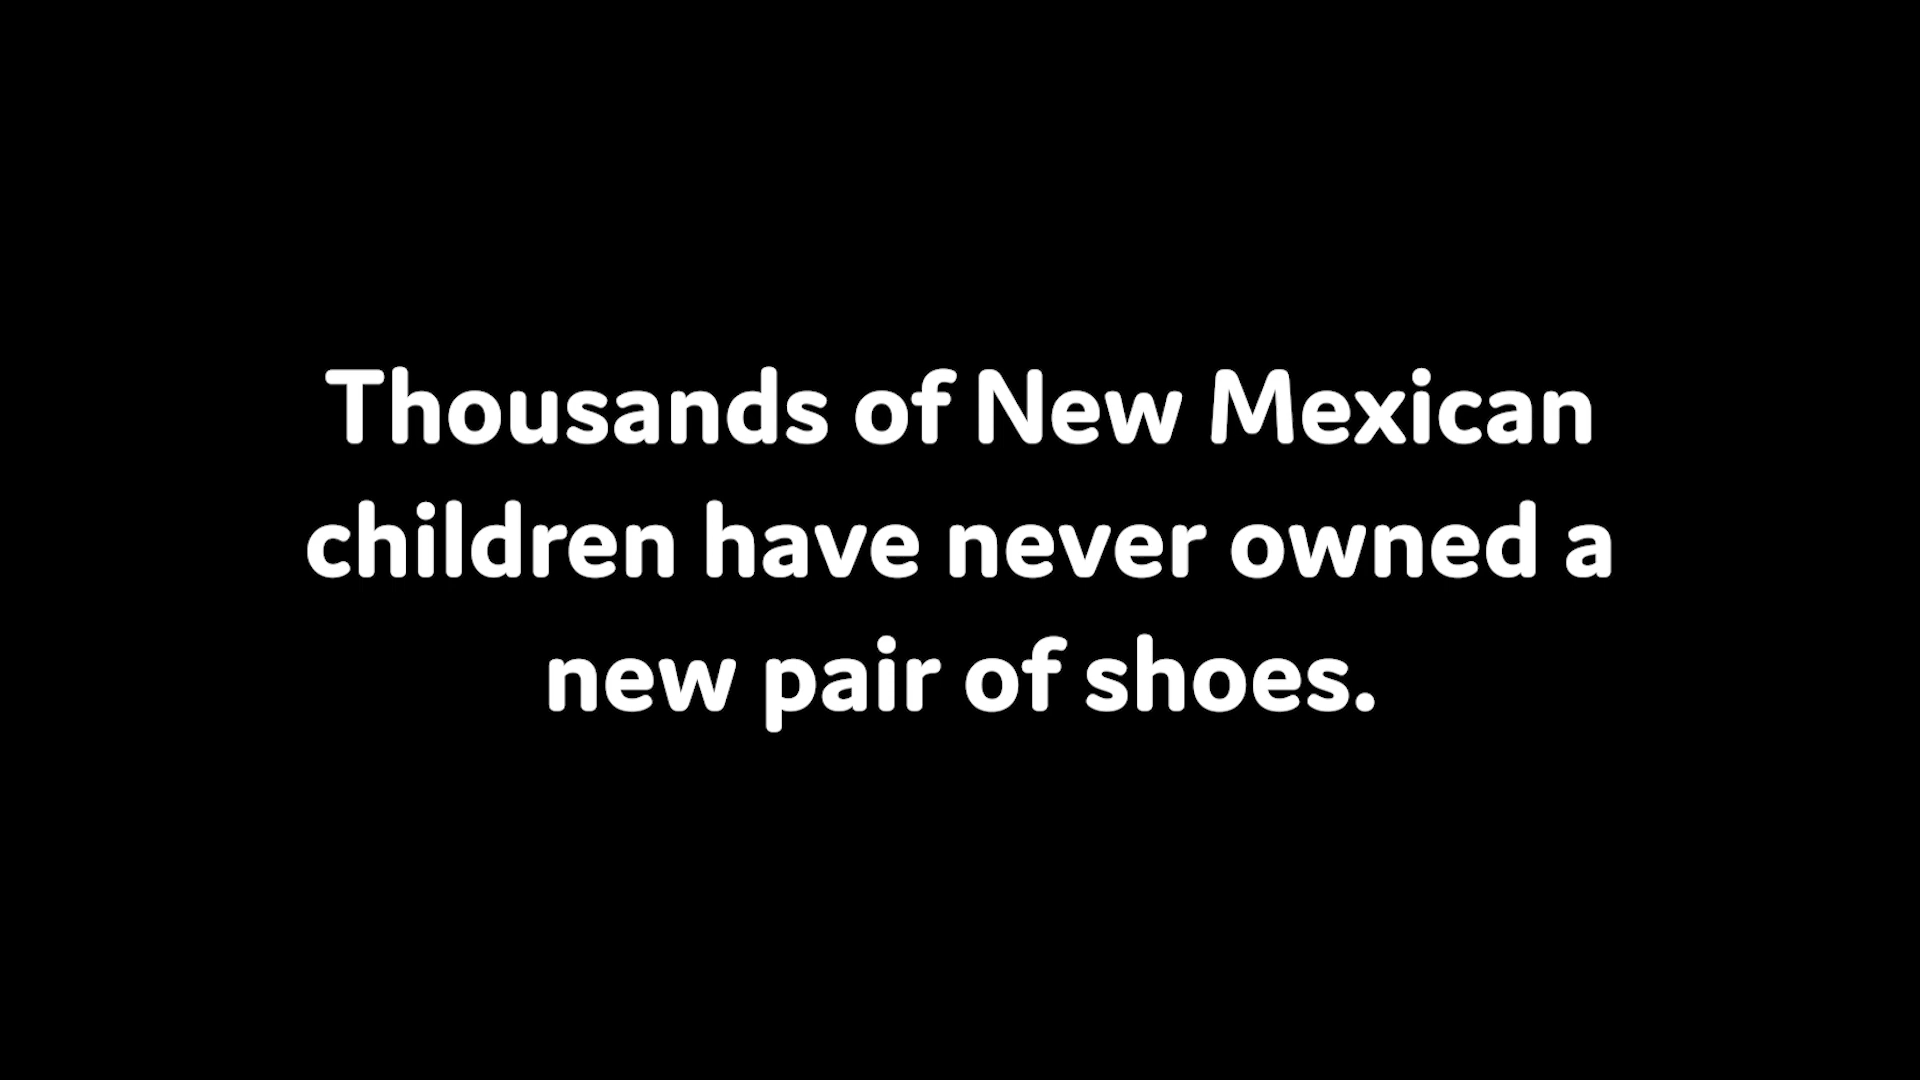 Thousands of New Mexican
children have never owned a
new pair of shoes.